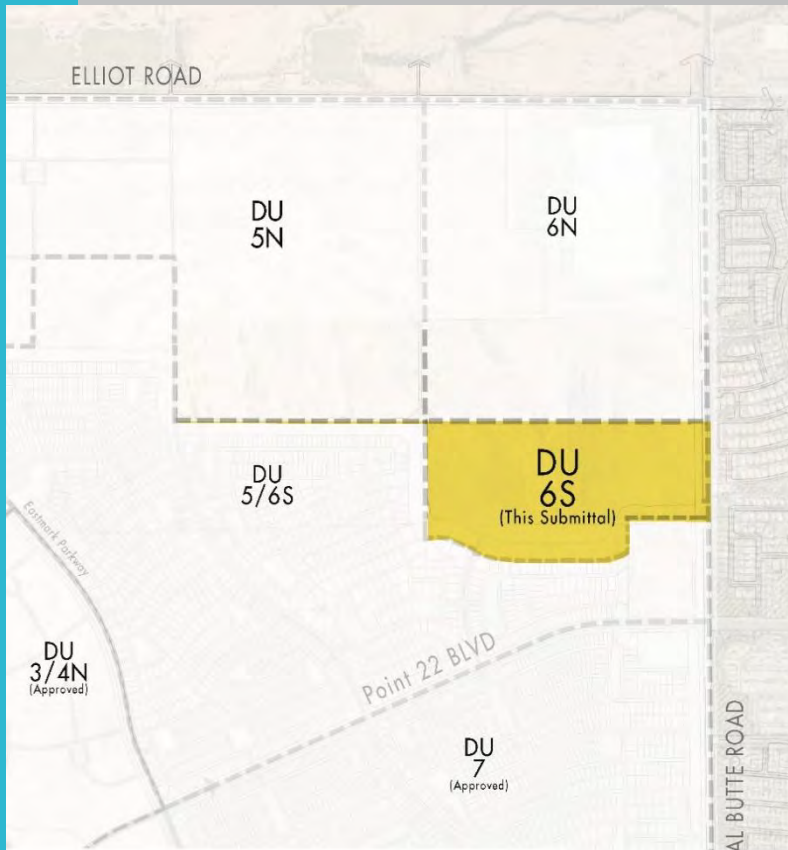 ELLIOT ROAD
DU
5N
DU
6N
DU
5/6S
DU
6S
(This Submittal)
Eastmark Parkway
DU
3/4N
(Approved)
Point 22 BLVD
DU
7
(Approved)
AL BUTTE ROAD